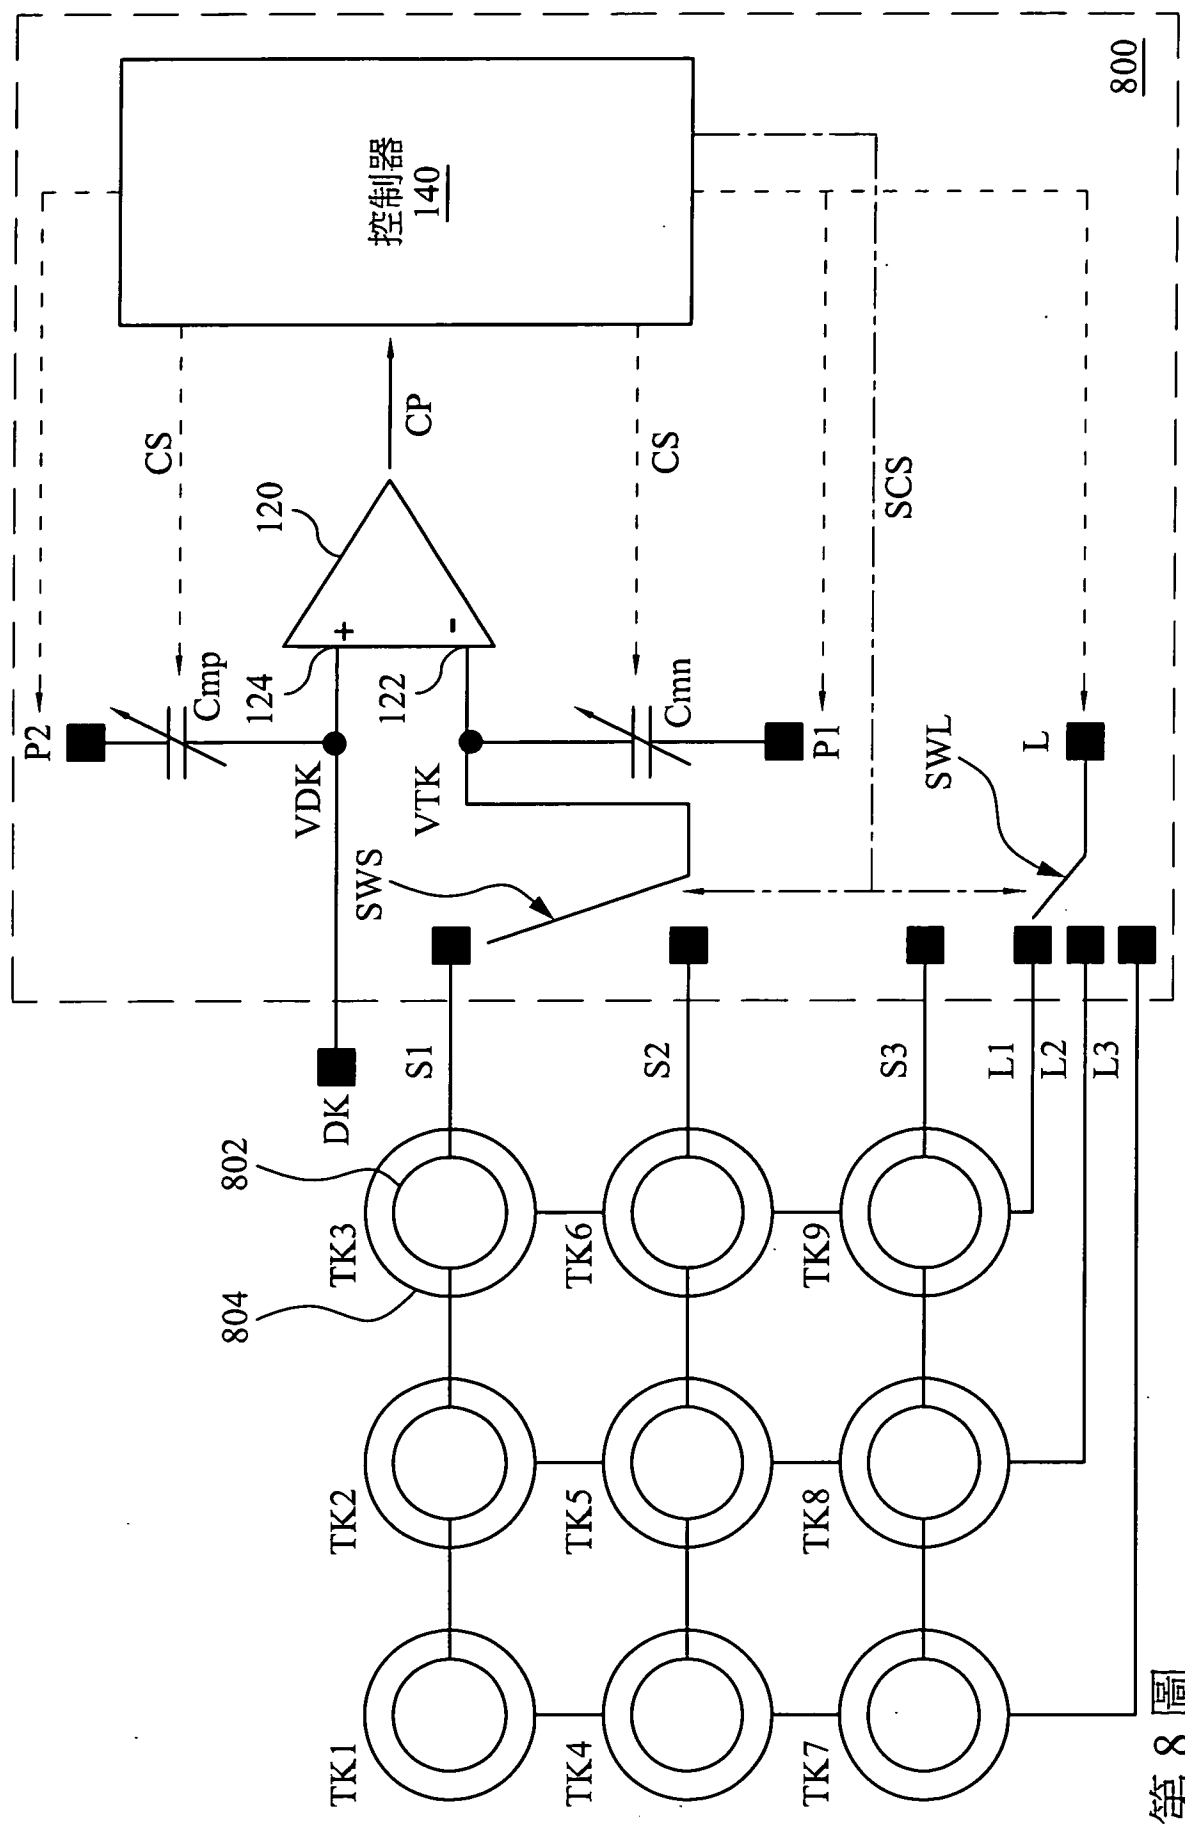 800
控制器
140
P2
CS
Cmp
CP
120
124
+
122
-
CS
Cmn
P1
SCS
VDK
VTK
SWS
SWL
L
DK
S1
S2
S3
L1
L2
L3
802
804
TK3
TK6
TK9
TK2
TK5
TK8
TK1
TK4
TK7
第 8 圖